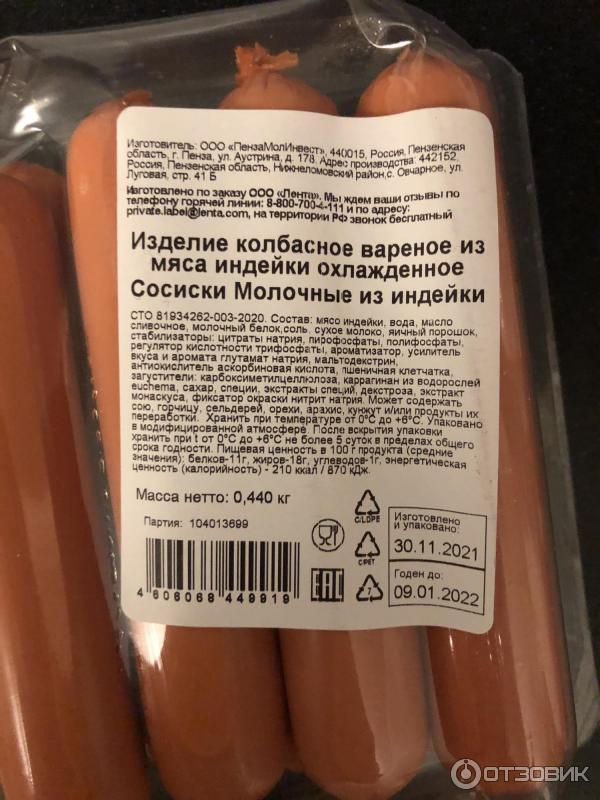 Изготовитель: ООО «ПензаМолИнвест», 440015, Россия, Пензенская
область, г. Пенза, ул. Аустрина, д. 178. Адрес производства: 442152,
Россия, Пензенская область, Нижнеломовский район,с. Овчарное, ул.
Луговая, стр. 41 Б
Изготовлено по заказу ООО «Лента». Мы ждем ваши отзывы по
телефону горячей линии: 8-800-700-4-111 и по адресу:
private.label@lenta.com, на территории РФ звонок бесплатный
Изделие колбасное вареное из
мяса индейки охлажденное
Сосиски Молочные из индейки
СТО 81934262-003-2020. Состав: мясо индейки, вода, масло
сливочное, молочный белок,соль, сухое молоко, яичный порошок,
стабилизаторы: цитраты натрия, пирофосфаты, полифосфаты,
регулятор кислотности трифосфаты, ароматизатор, усилитель
вкуса и аромата глутамат натрия, мальтодекстрин,
антиокислитель аскорбиновая кислота, пшеничная клетчатка,
загустители: карбоксиметилцеллюлоза, каррагинан из водорослей
euchema, сахар, специи, экстракты специй, декстроза, экстракт
монаскуса, фиксатор окраски нитрит натрия. Может содержать
сою, горчицу, сельдерей, орехи, арахис, кунжут и/или продукты их
переработки. Хранить при температуре от 0°C до +6°C. Упаковано
в модифицированной атмосфере. После вскрытия упаковки
хранить при t от 0°C до +6°C не более 5 суток в пределах общего
срока годности. Пищевая ценность в 100 г продукта (средние
значения): белков-11г, жиров-18г, углеводов-1г, энергетическая
ценность (калорийность) - 210 ккал / 870 кДж.
Масса нетто: 0,440 кг
Партия: 104013699
4 606068 449919
EAC
C/LDPE
C/PET
7
Изготовлено
и упаковано:
30.11.2021
Годен до:
09.01.2022
ОТЗОВИК